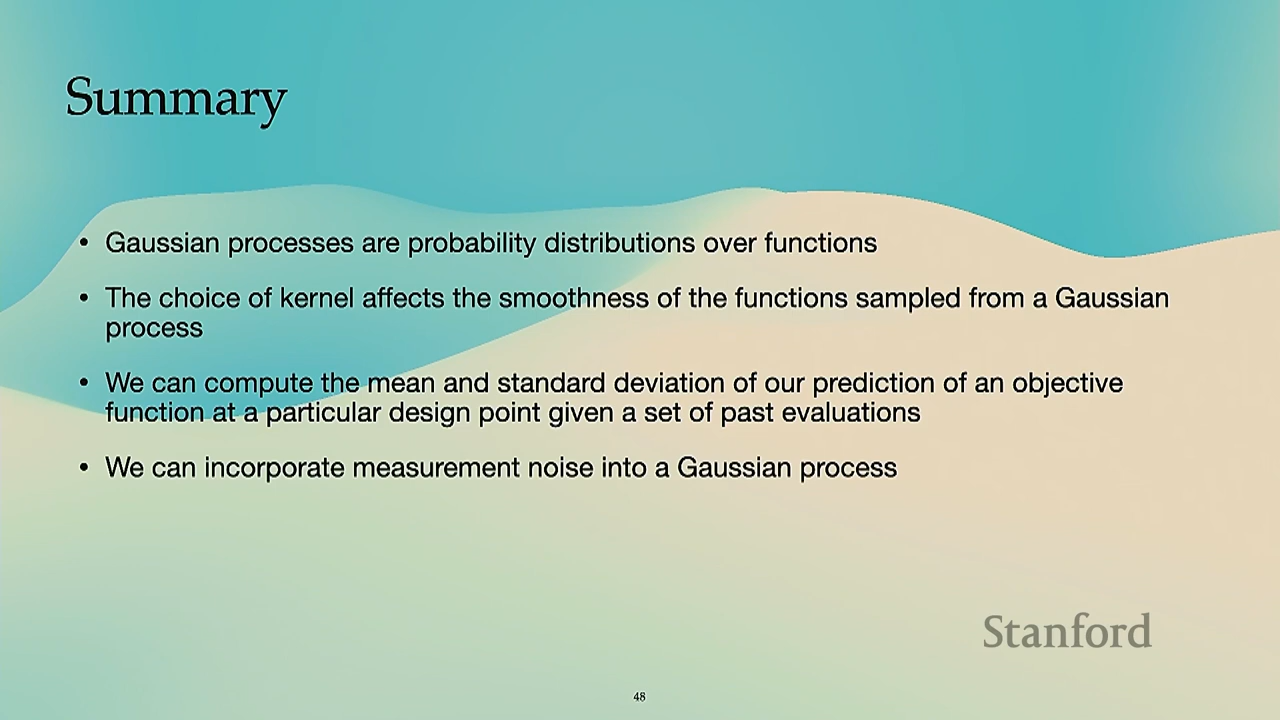 Summary
• Gaussian processes are probability distributions over functions
• The choice of kernel affects the smoothness of the functions sampled from a Gaussian
process
• We can compute the mean and standard deviation of our prediction of an objective
function at a particular design point given a set of past evaluations
• We can incorporate measurement noise into a Gaussian process
Stanford
48